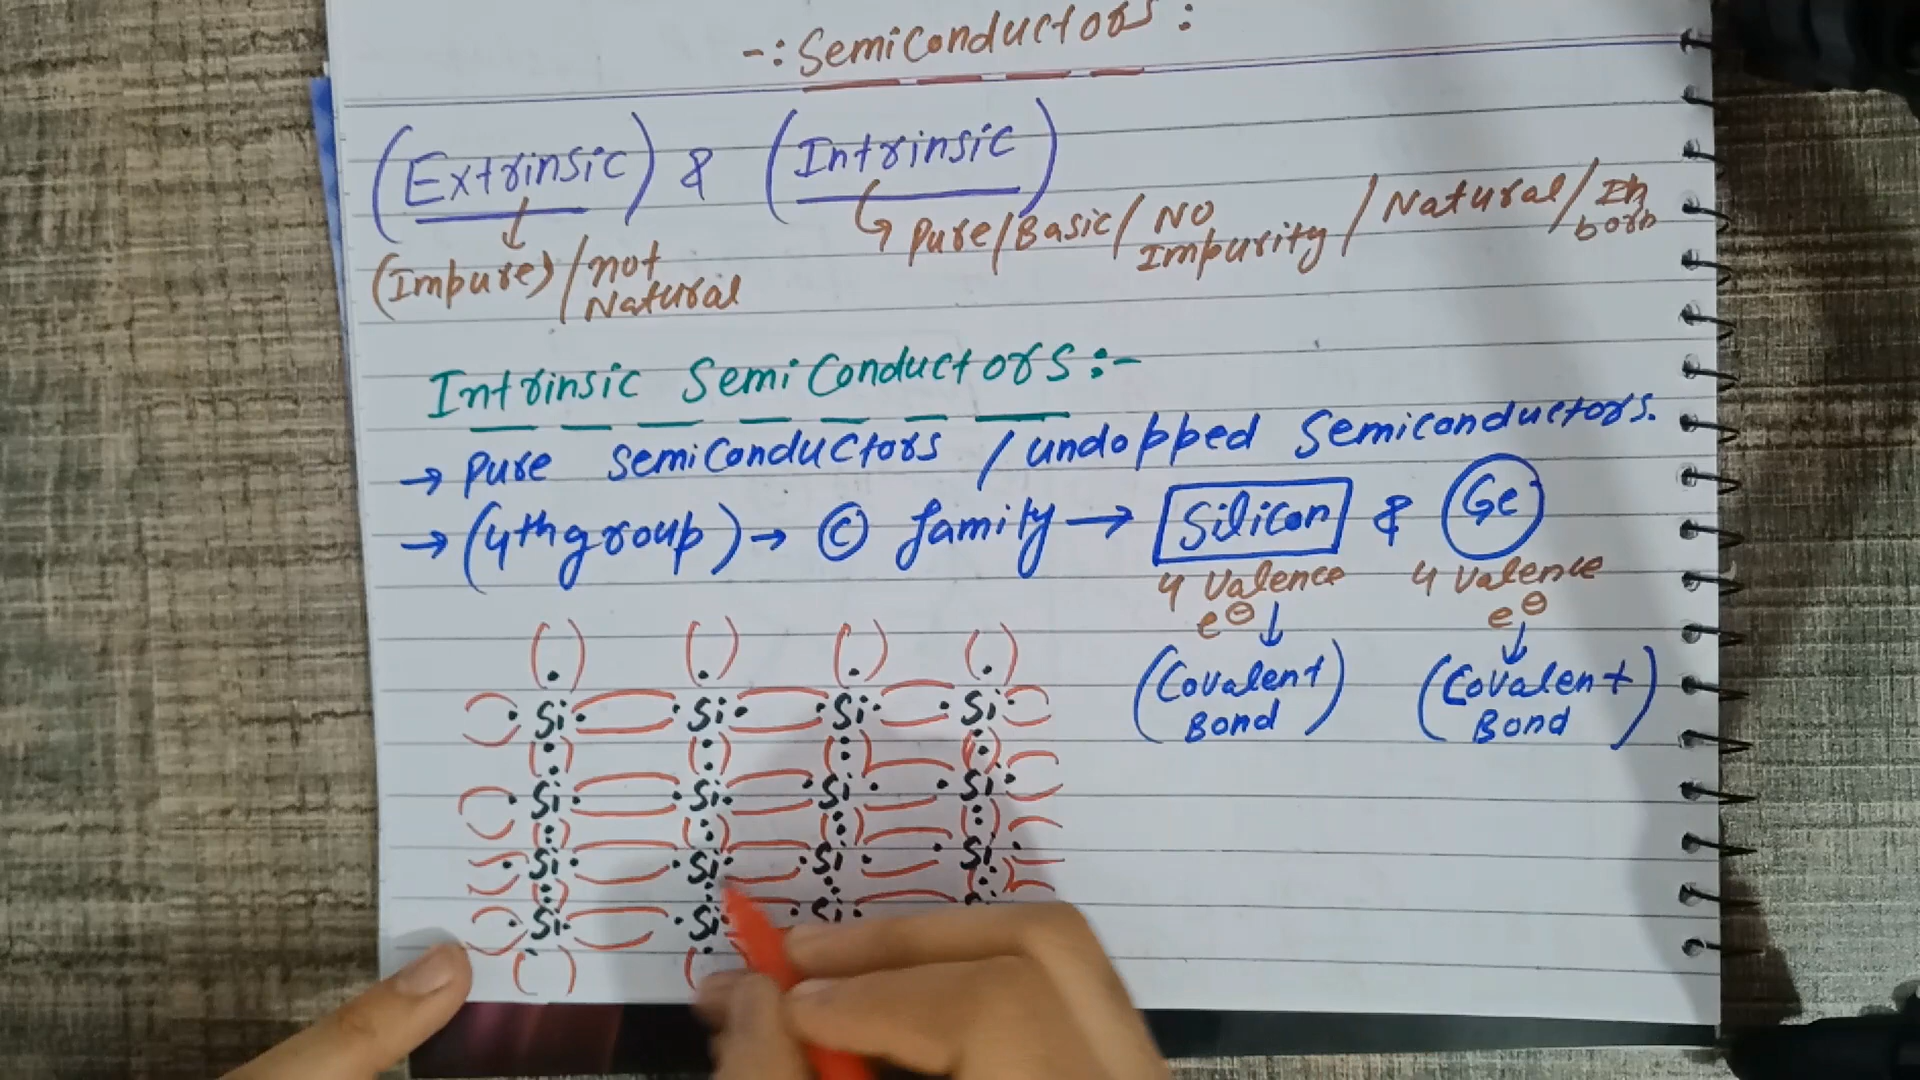 -: Semiconductors :
(Extrinsic) & (Intrinsic)
(Impure) / not Natural
Pure / Basic / NO Impurity / Natural / In born
Intrinsic SemiConductors :-
→ Pure semiconductors / undopped Semiconductors.
→ (4th group) → © family → Silicon & Ge
4 Valence e⊖ ↓ 4 Valence e⊖ ↓
(Covalent Bond) (Covalent Bond)
Si Si Si Si
Si Si Si Si
Si Si Si Si
Si Si Si